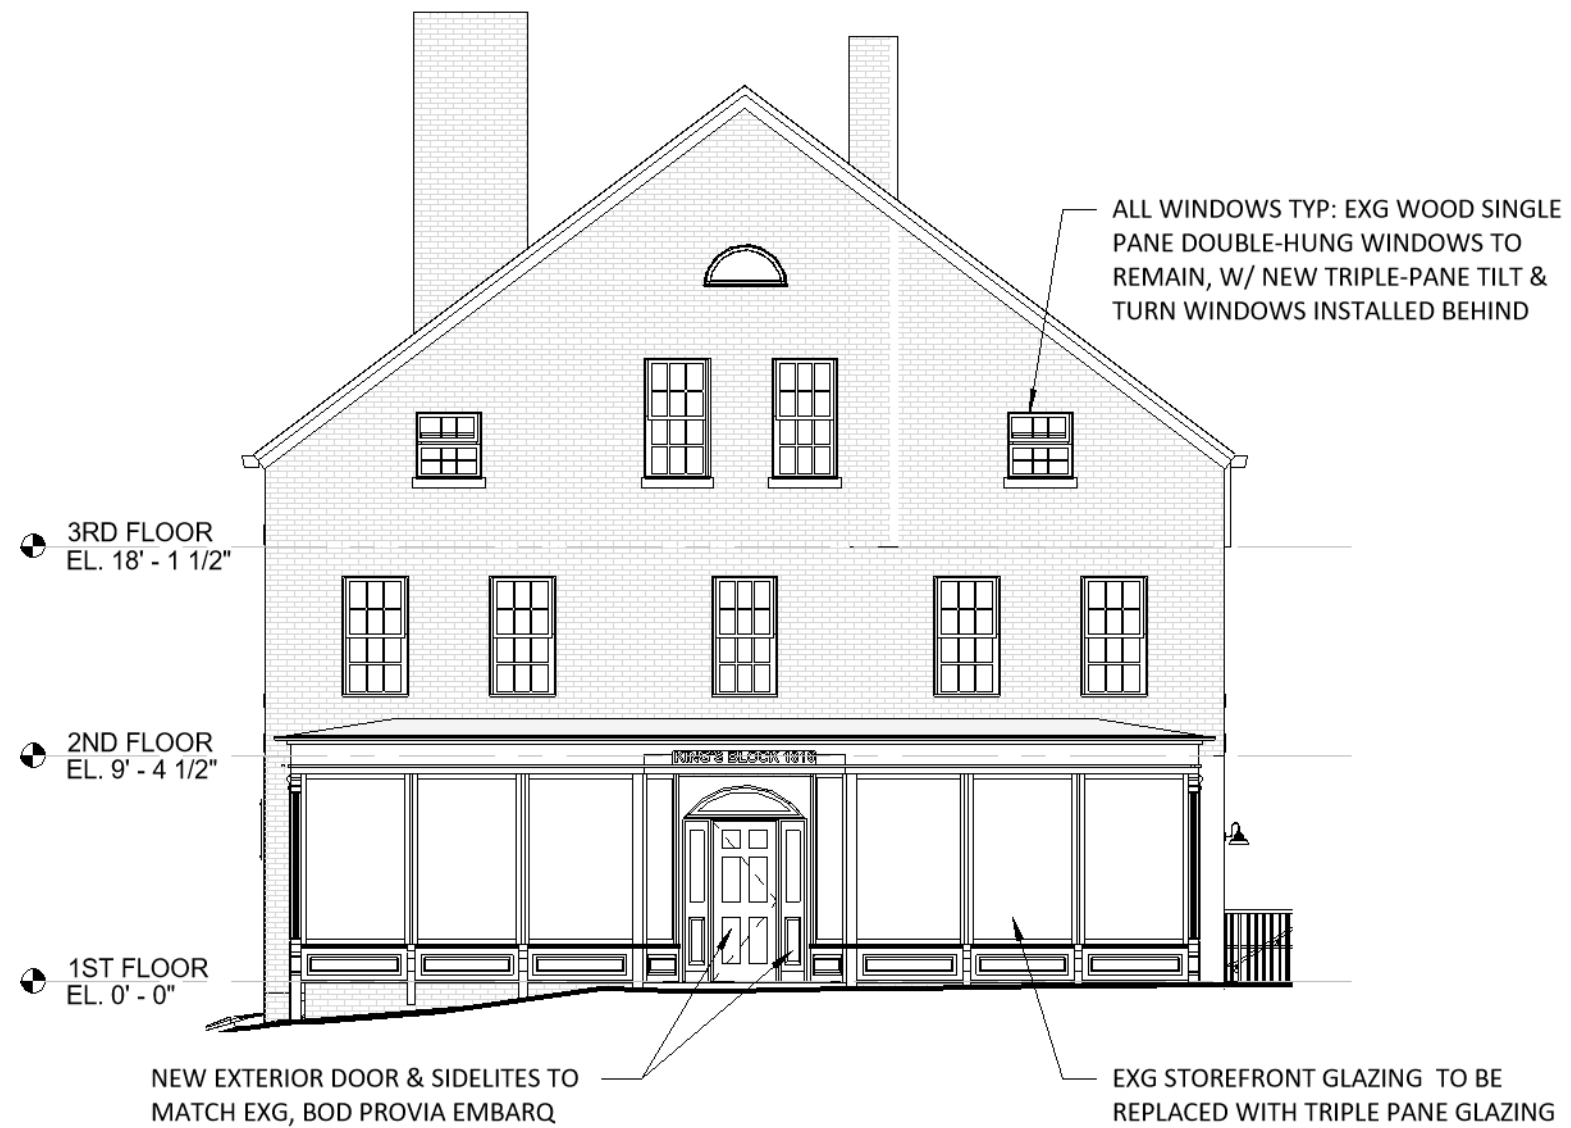 ALL WINDOWS TYP: EXG WOOD SINGLE
PANE DOUBLE-HUNG WINDOWS TO
REMAIN, W/ NEW TRIPLE-PANE TILT &
TURN WINDOWS INSTALLED BEHIND
3RD FLOOR
EL. 18' - 1 1/2"
2ND FLOOR
EL. 9' - 4 1/2"
KING'S BLOCK 1816
1ST FLOOR
EL. 0' - 0"
NEW EXTERIOR DOOR & SIDELITES TO
MATCH EXG, BOD PROVIA EMBARQ
EXG STOREFRONT GLAZING TO BE
REPLACED WITH TRIPLE PANE GLAZING